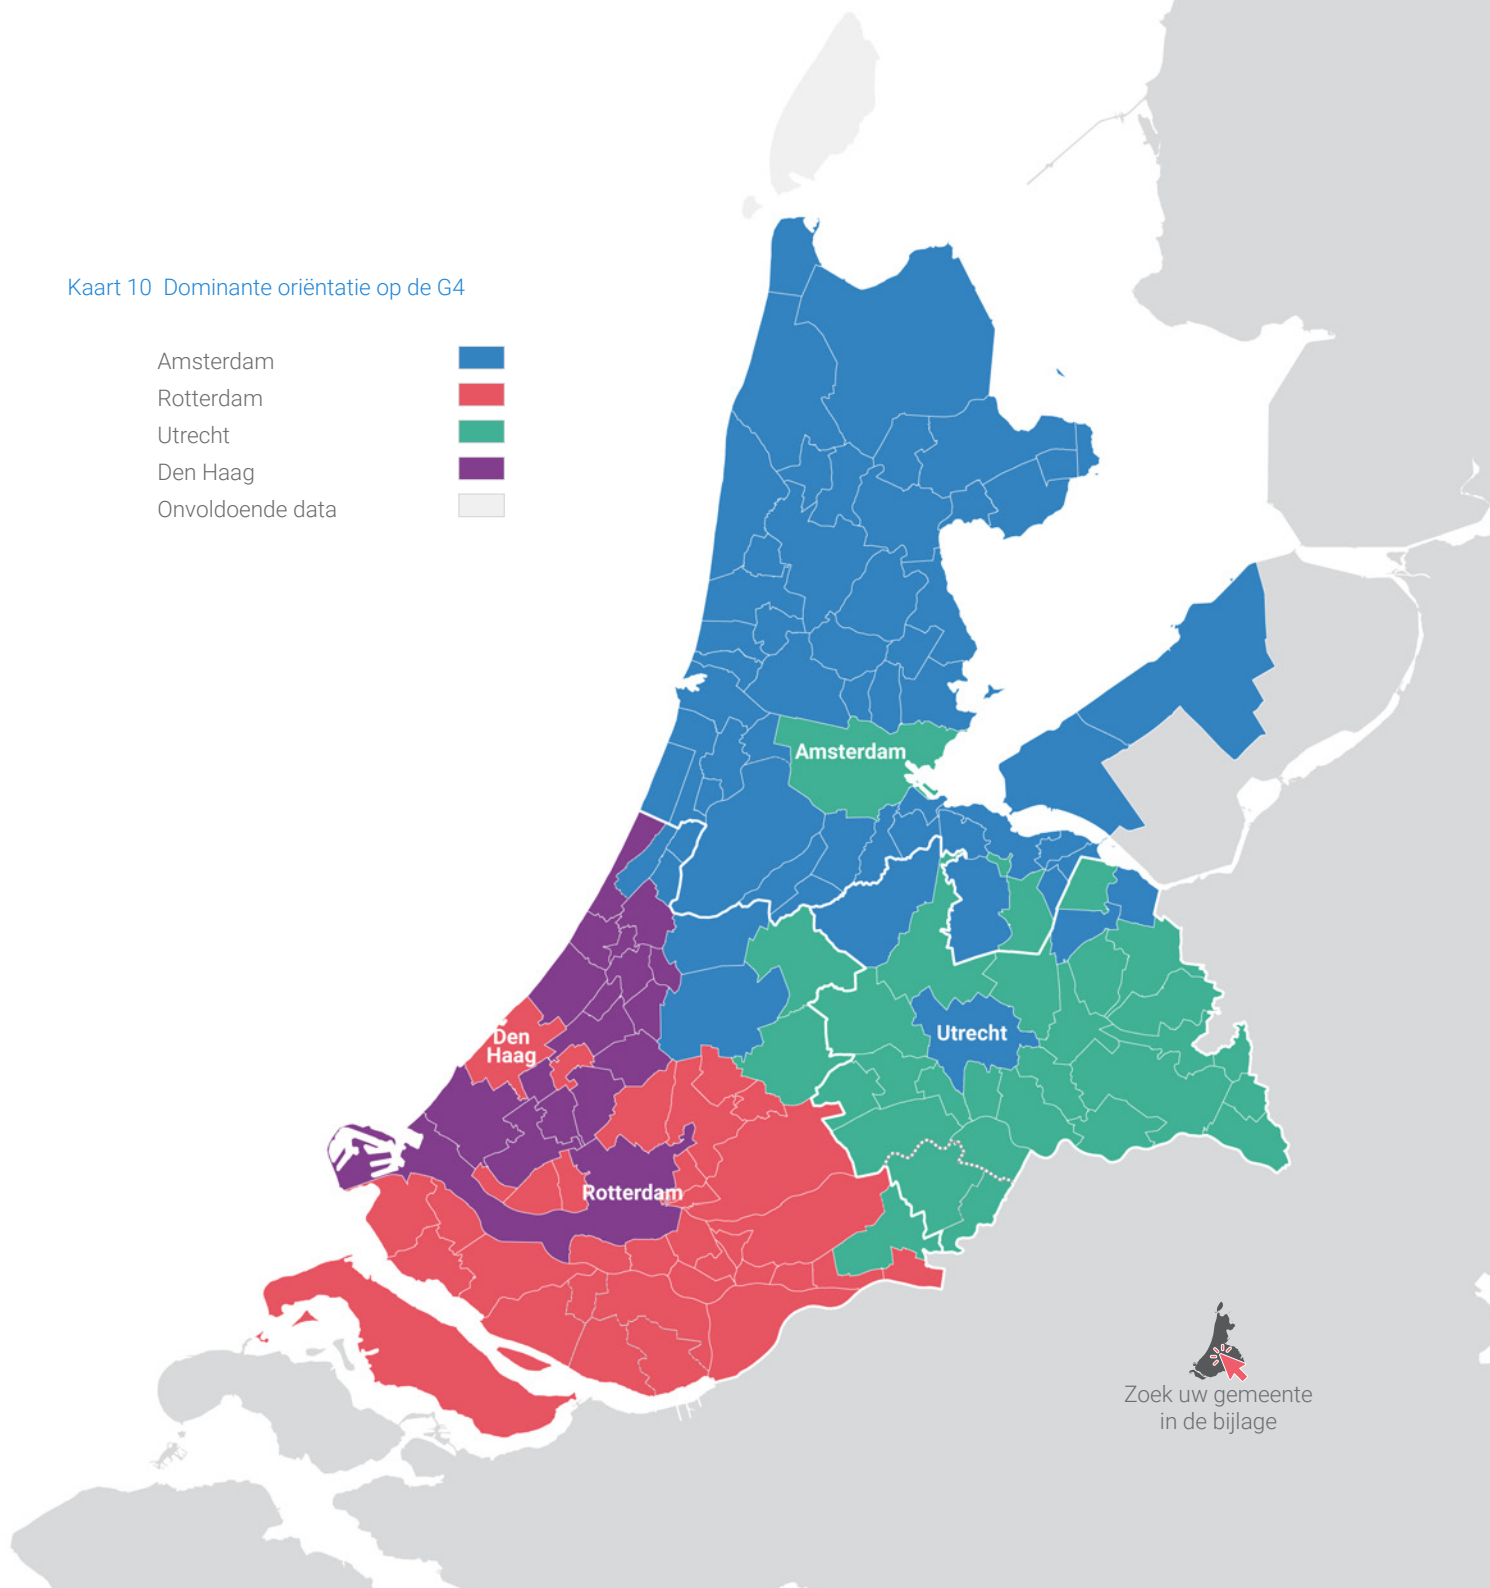 Kaart 10 Dominante oriëntatie op de G4
Amsterdam
Rotterdam
Utrecht
Den Haag
Onvoldoende data
Amsterdam
Utrecht
Den
Haag
Rotterdam
Zoek uw gemeente
in de bijlage